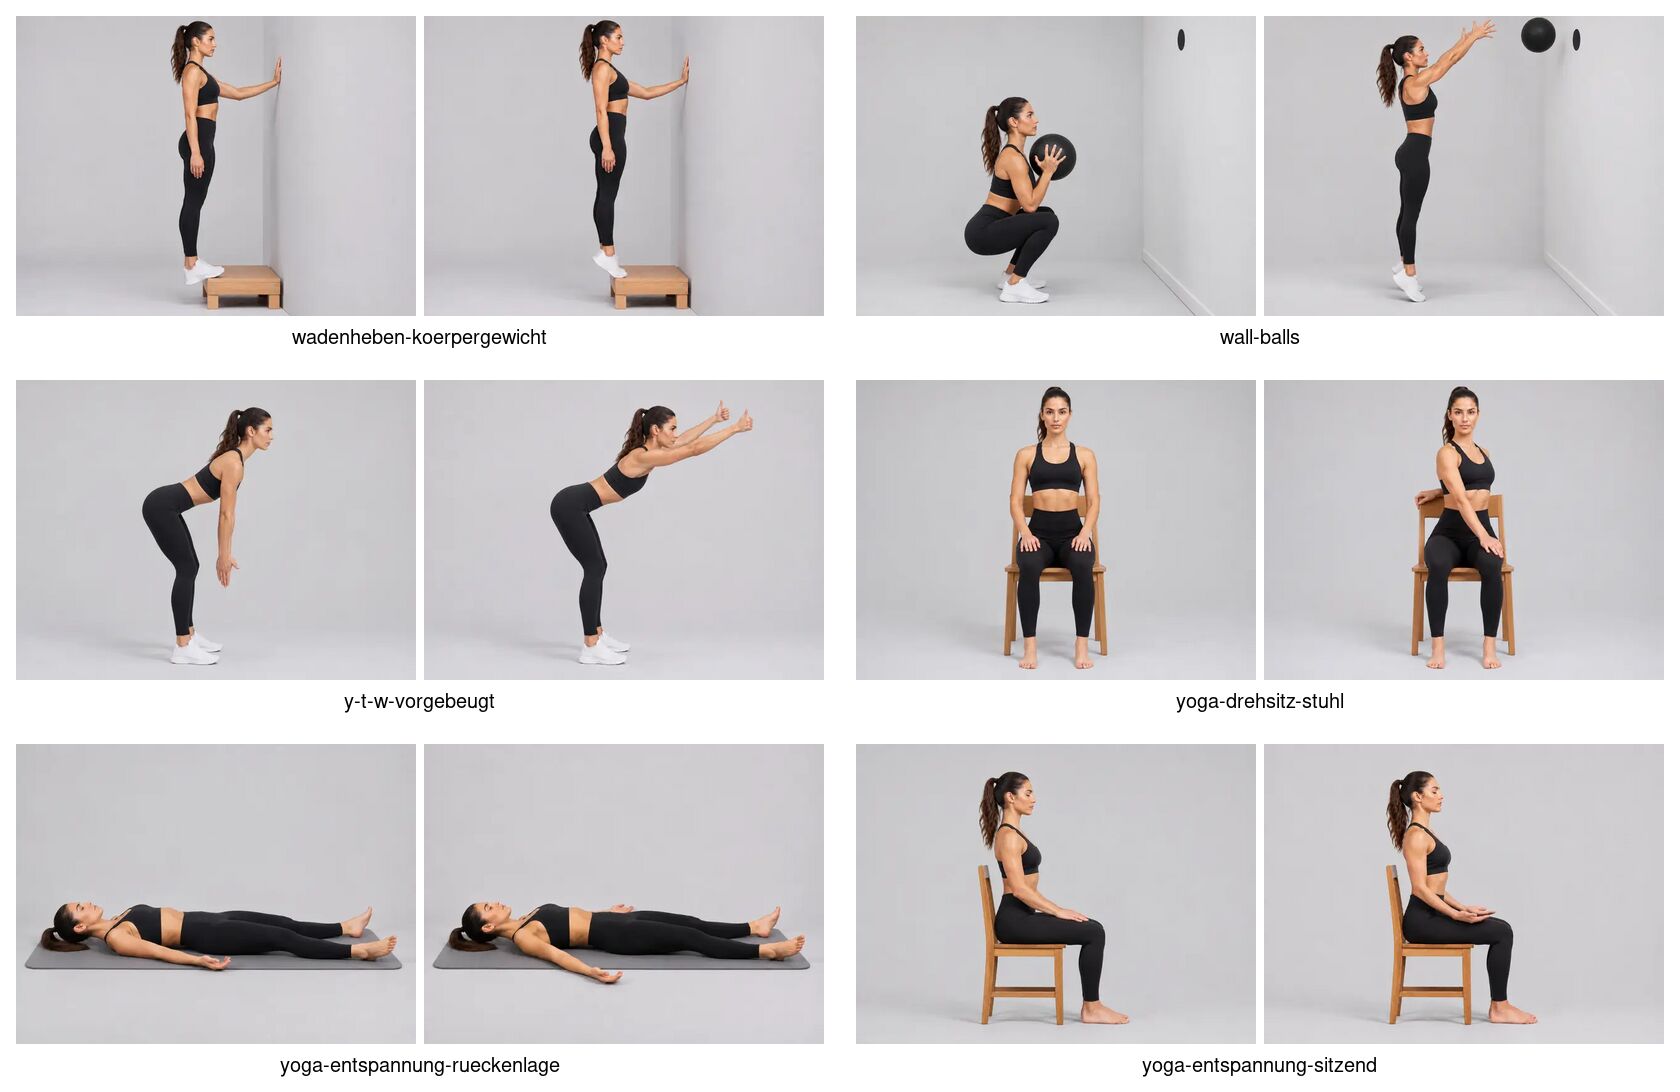 wadenheben-koerpergewicht
wall-balls
y-t-w-vorgebeugt
yoga-drehsitz-stuhl
yoga-entspannung-rueckenlage
yoga-entspannung-sitzend